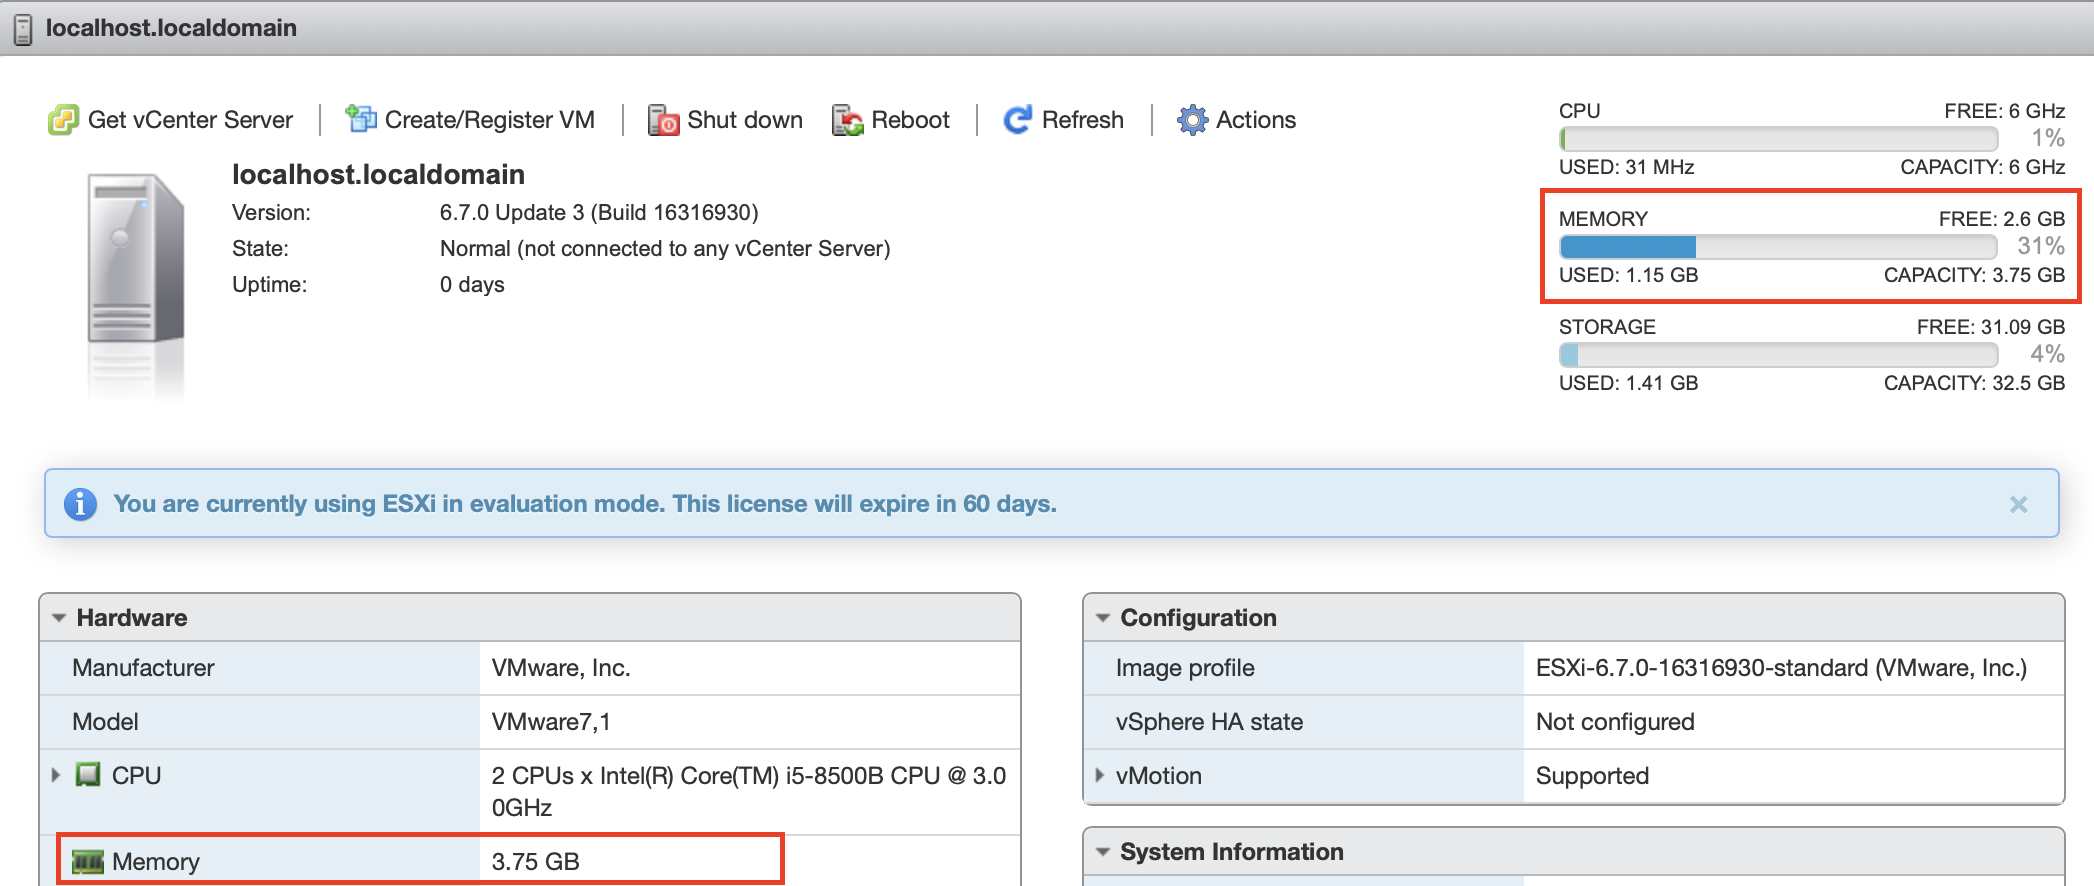 localhost.localdomain
Get vCenter Server
Create/Register VM
Shut down
Reboot
Refresh
Actions
localhost.localdomain
Version: 6.7.0 Update 3 (Build 16316930)
State: Normal (not connected to any vCenter Server)
Uptime: 0 days
CPU FREE: 6 GHz
1%
USED: 31 MHz CAPACITY: 6 GHz
MEMORY FREE: 2.6 GB
31%
USED: 1.15 GB CAPACITY: 3.75 GB
STORAGE FREE: 31.09 GB
4%
USED: 1.41 GB CAPACITY: 32.5 GB
You are currently using ESXi in evaluation mode. This license will expire in 60 days.
Hardware
Manufacturer VMware, Inc.
Model VMware7,1
CPU 2 CPUs x Intel(R) Core(TM) i5-8500B CPU @ 3.0
0GHz
Memory 3.75 GB
Configuration
Image profile ESXi-6.7.0-16316930-standard (VMware, Inc.)
vSphere HA state Not configured
vMotion Supported
System Information